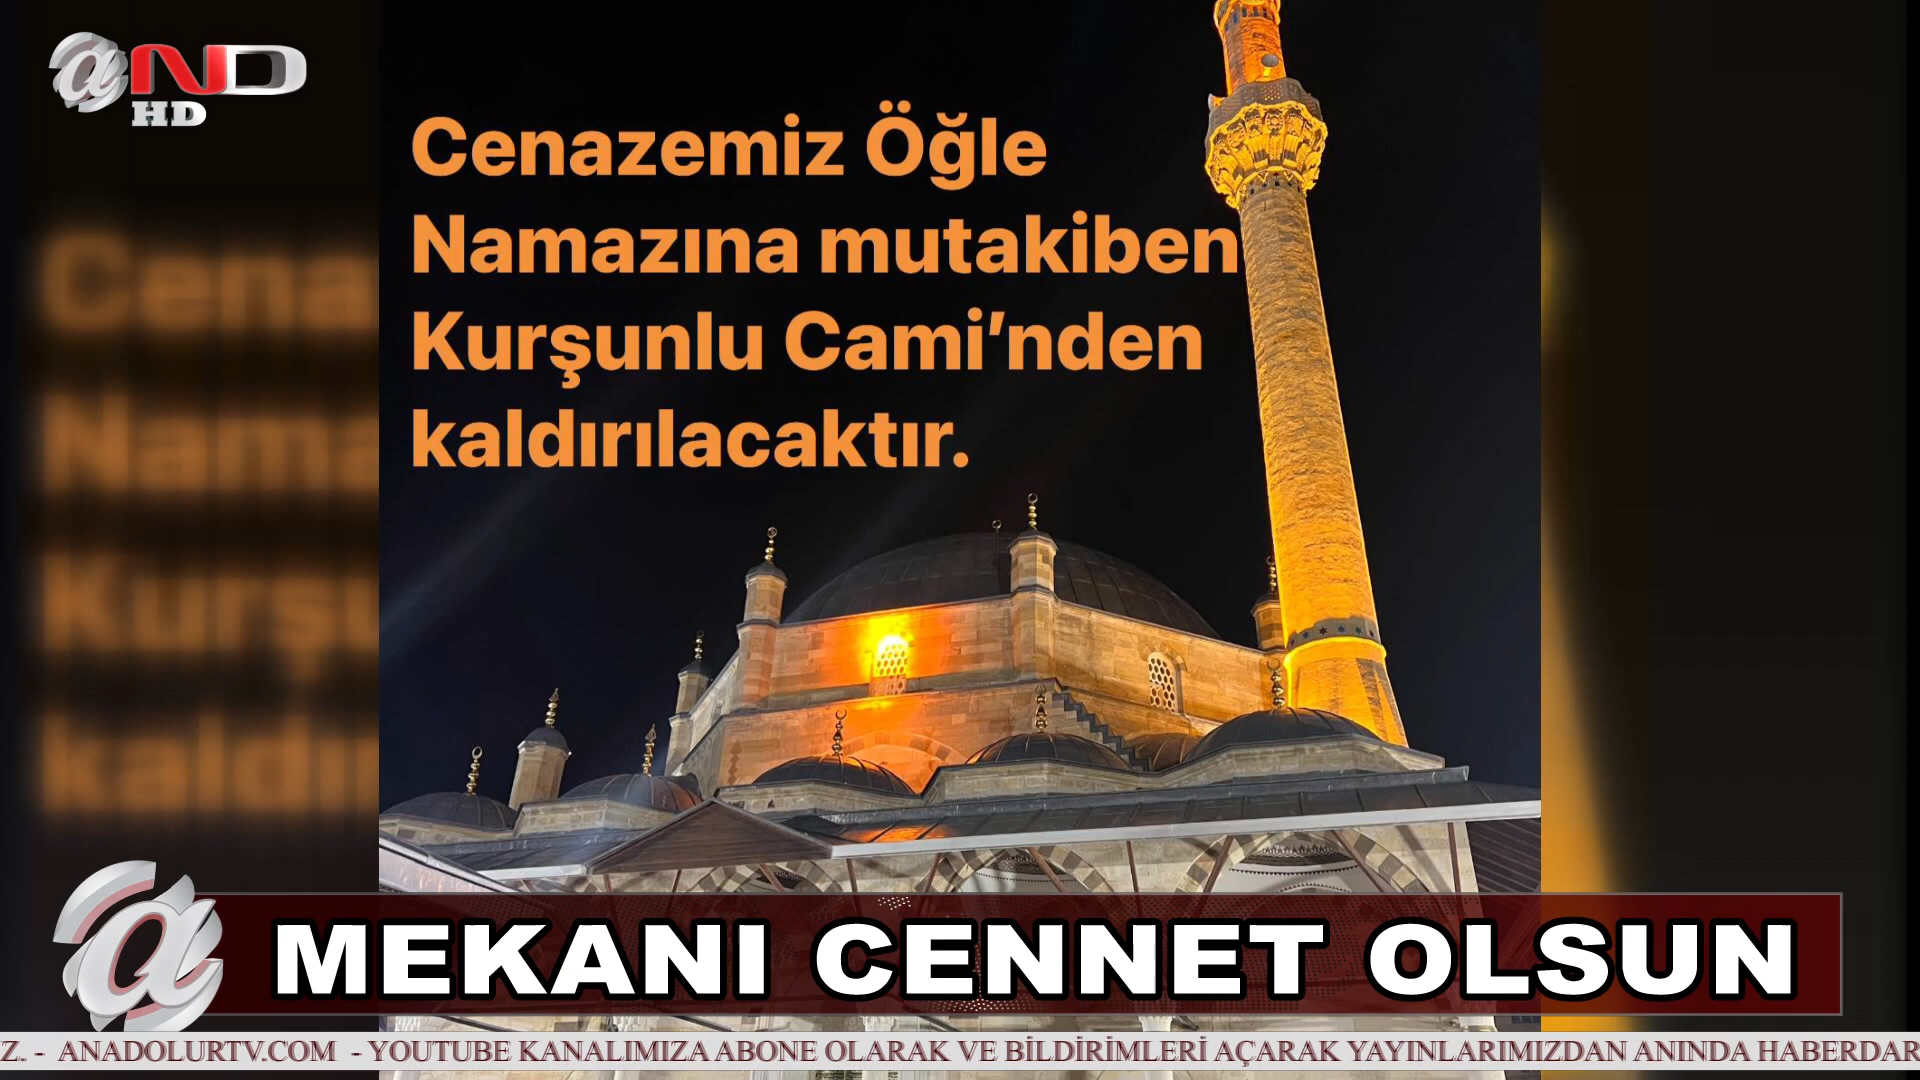 @ND
HD
Cenazemiz Öğle
Namazına mutakiben
Kurşunlu Cami’nden
kaldırılacaktır.
MEKANI CENNET OLSUN
Z. - ANADOLURTV.COM - YOUTUBE KANALIMIZA ABONE OLARAK VE BİLDİRİMLERİ AÇARAK YAYINLARIMIZDAN ANINDA HABERDAR